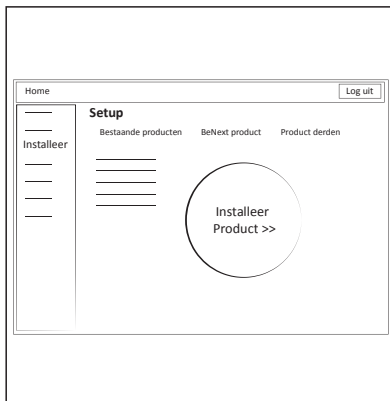 Home
Log uit
Setup
Installeer
Bestaande producten
BeNext product
Product derden
Installeer
Product >>